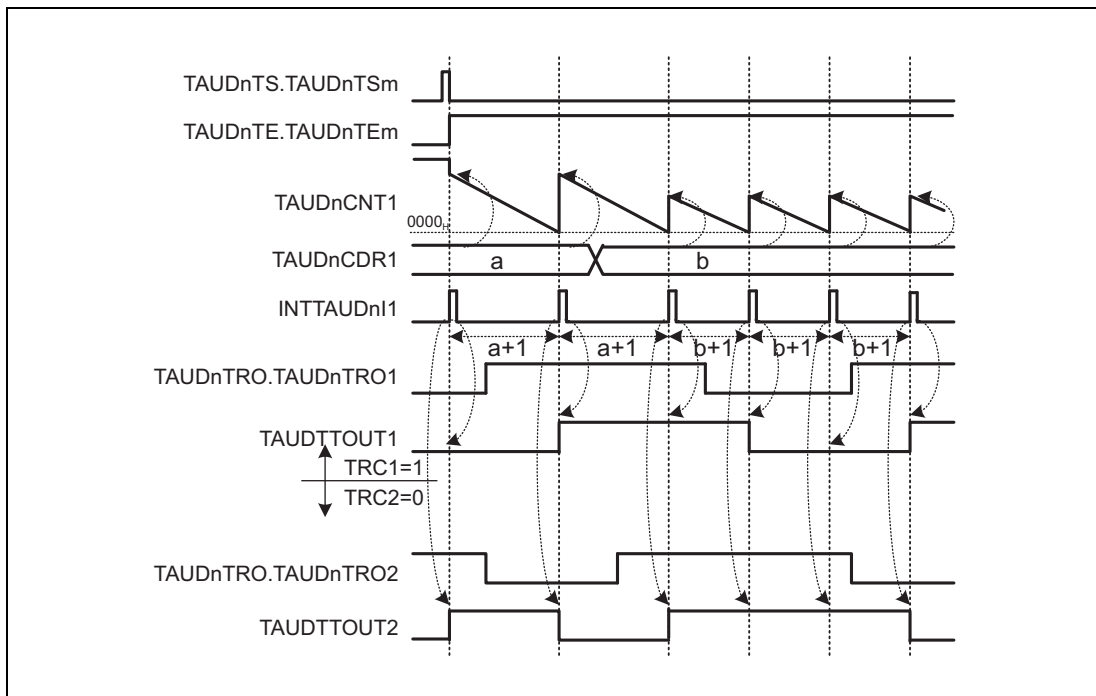 TAUDnTS.TAUDnTSm
TAUDnTE.TAUDnTEm
TAUDnCNT1
0000H
TAUDnCDR1
a
b
INTTAUDnI1
a+1
a+1
b+1
b+1
b+1
TAUDnTRO.TAUDnTRO1
TAUDTTOUT1
TRC1=1
TRC2=0
TAUDnTRO.TAUDnTRO2
TAUDTTOUT2